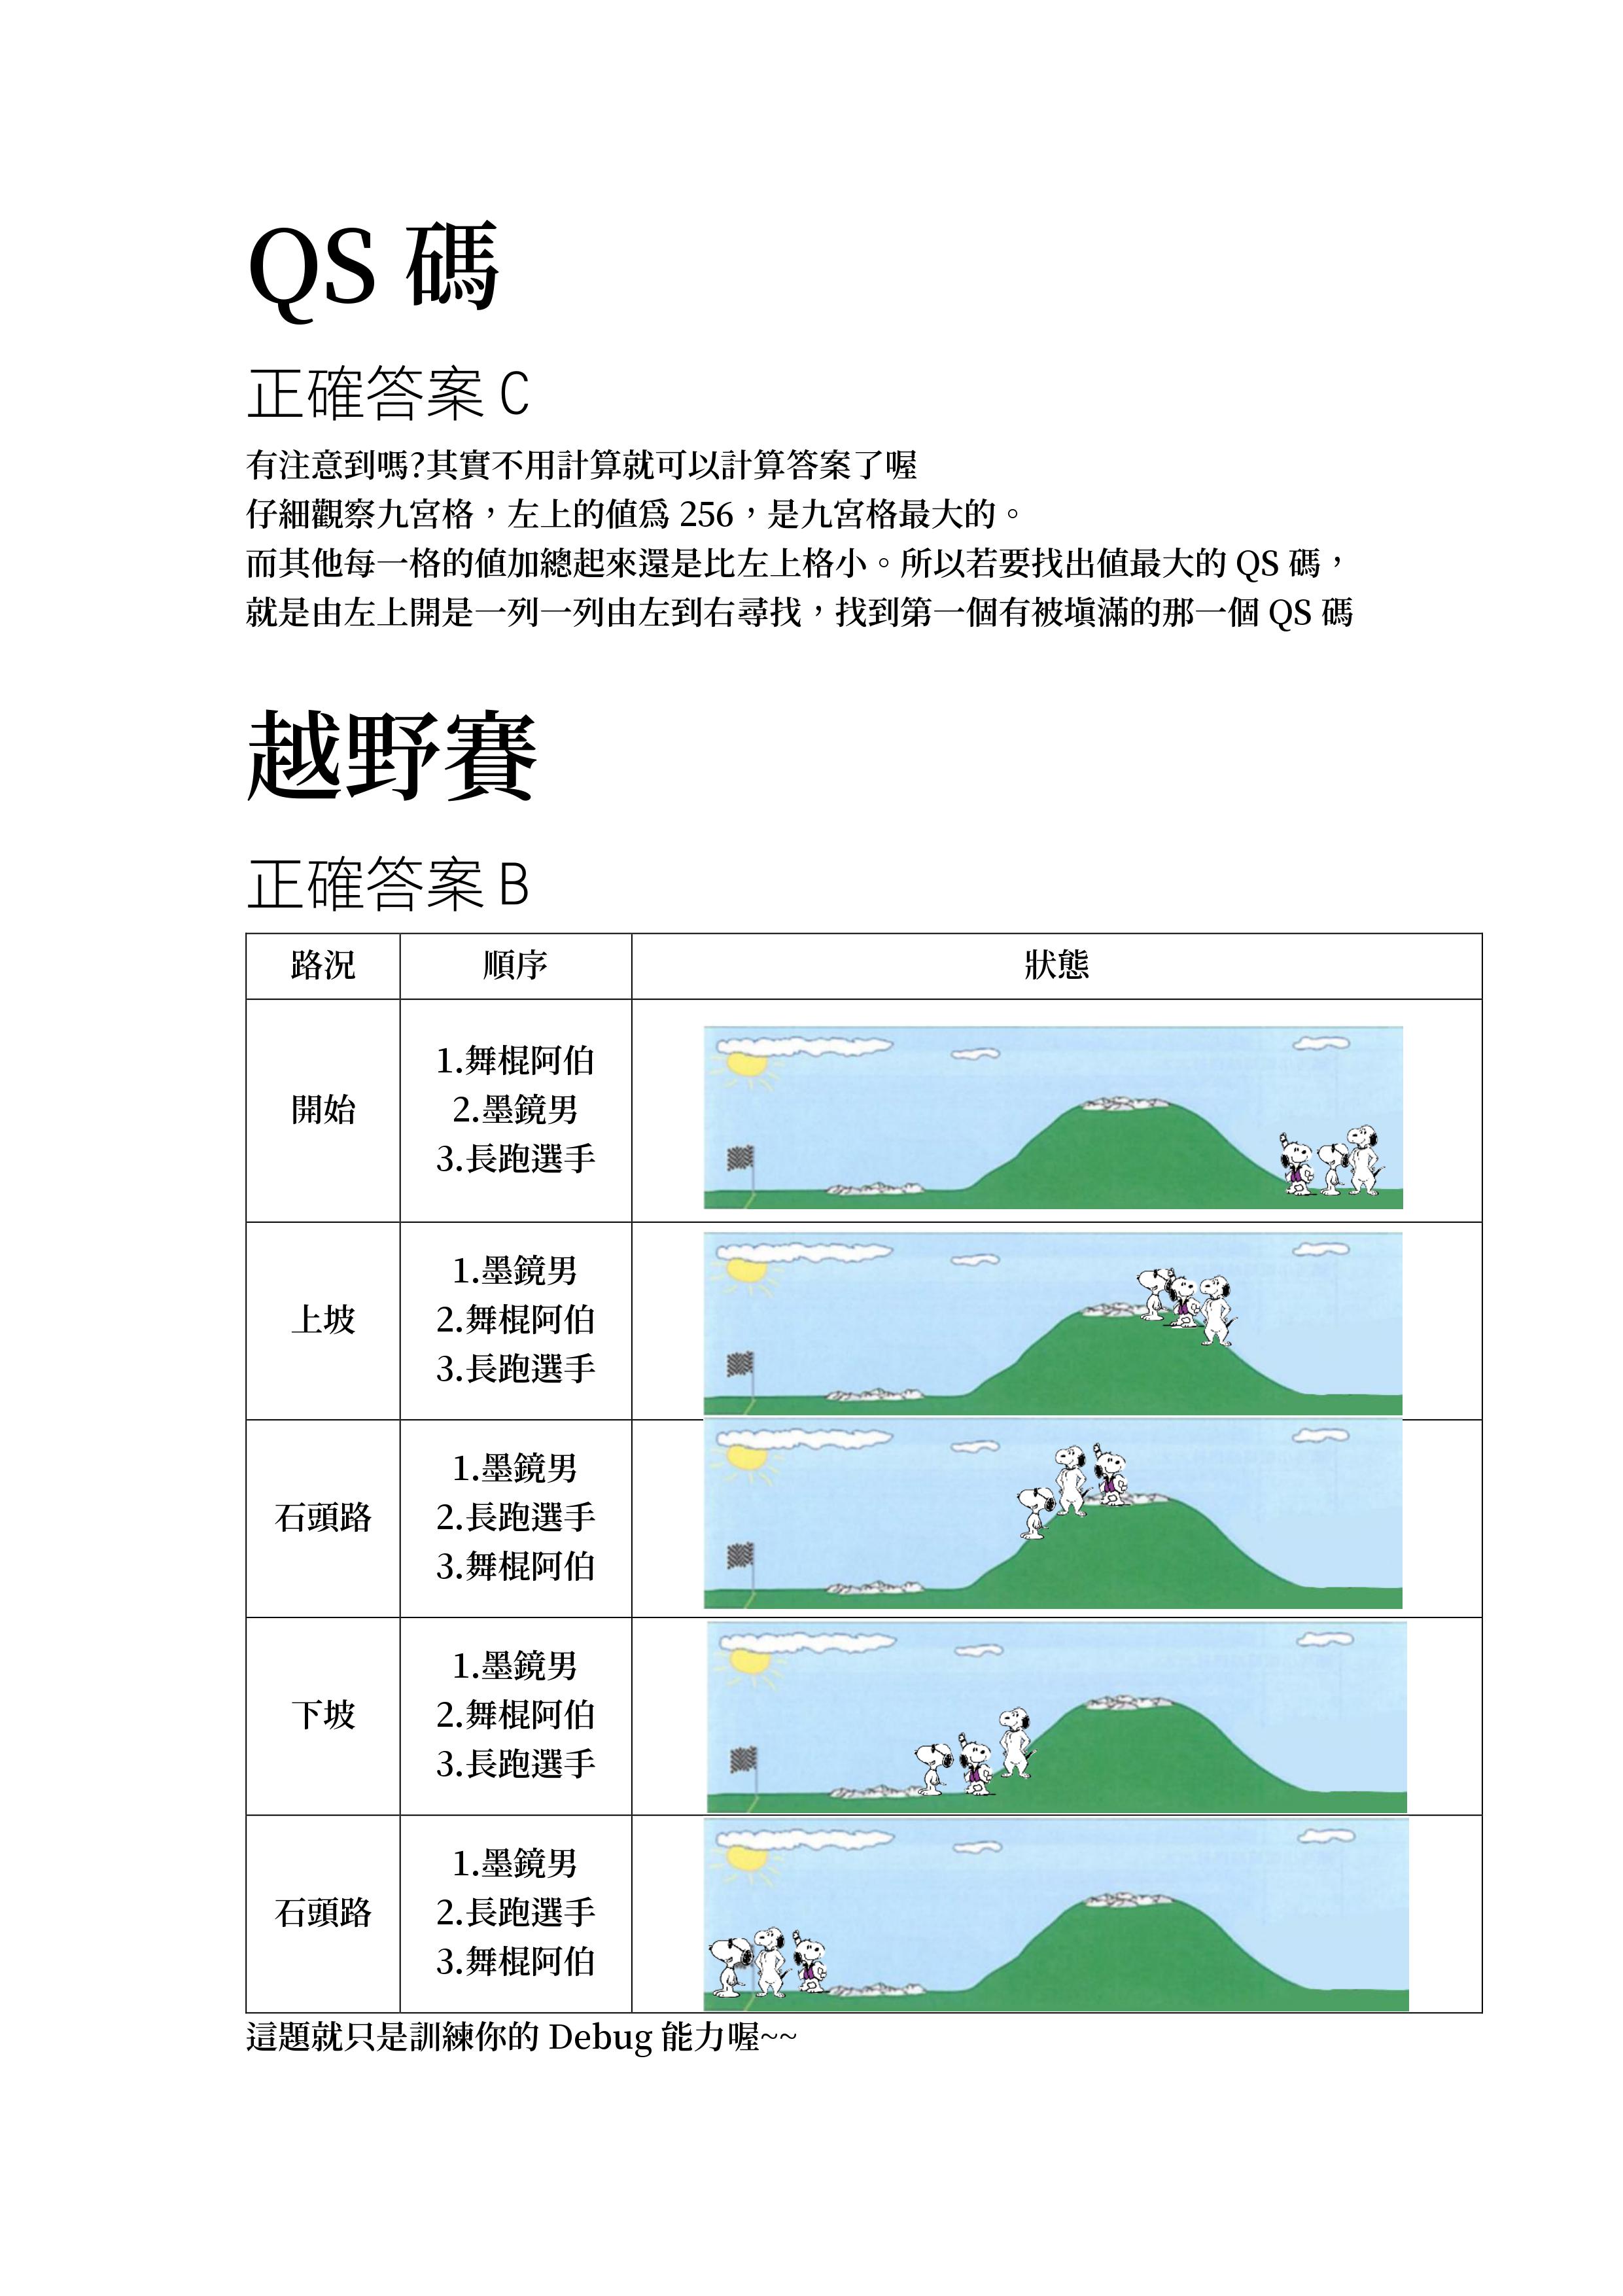 QS 碼
正確答案 C
有注意到嗎?其實不用計算就可以計算答案了喔
仔細觀察九宮格，左上的值爲 256，是九宮格最大的。
而其他每一格的值加總起來還是比左上格小。所以若要找出值最大的 QS 碼，
就是由左上開是一列一列由左到右尋找，找到第一個有被填滿的那一個 QS 碼
越野賽
正確答案 B
路況 順序 狀態
開始
1.舞棍阿伯
2.墨鏡男
3.長跑選手
上坡
1.墨鏡男
2.舞棍阿伯
3.長跑選手
石頭路
1.墨鏡男
2.長跑選手
3.舞棍阿伯
下坡
1.墨鏡男
2.舞棍阿伯
3.長跑選手
石頭路
1.墨鏡男
2.長跑選手
3.舞棍阿伯
這題就只是訓練你的 Debug 能力喔~~